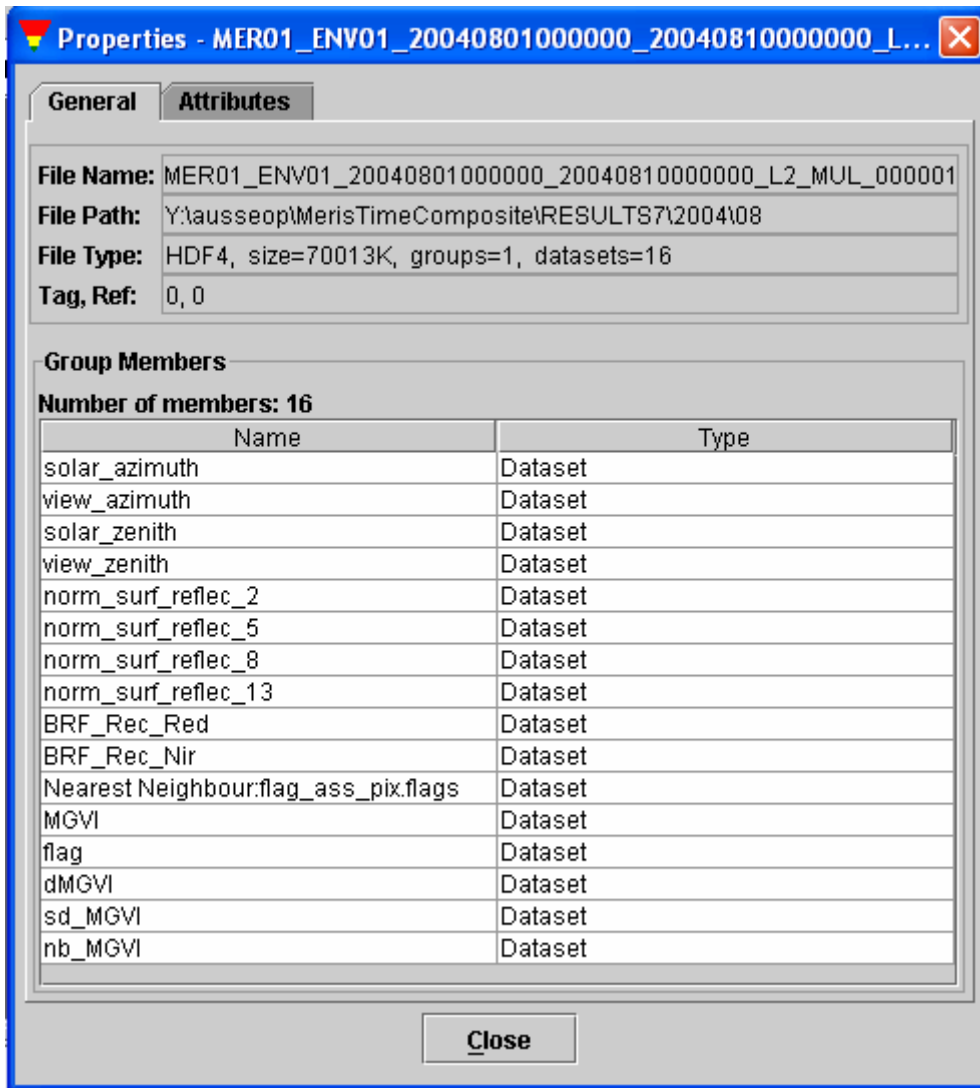 Properties - MER01_ENV01_20040801000000_20040810000000_L...
General Attributes
File Name: MER01_ENV01_20040801000000_20040810000000_L2_MUL_000001
File Path: Y:\ausseop\MerisTimeComposite\RESULTS7\2004\08
File Type: HDF4, size=70013K, groups=1, datasets=16
Tag, Ref: 0, 0
Group Members
Number of members: 16
Name Type
solar_azimuth Dataset
view_azimuth Dataset
solar_zenith Dataset
view_zenith Dataset
norm_surf_reflec_2 Dataset
norm_surf_reflec_5 Dataset
norm_surf_reflec_8 Dataset
norm_surf_reflec_13 Dataset
BRF_Rec_Red Dataset
BRF_Rec_Nir Dataset
Nearest Neighbour:flag_ass_pix.flags Dataset
MGVI Dataset
flag Dataset
dMGVI Dataset
sd_MGVI Dataset
nb_MGVI Dataset
Close